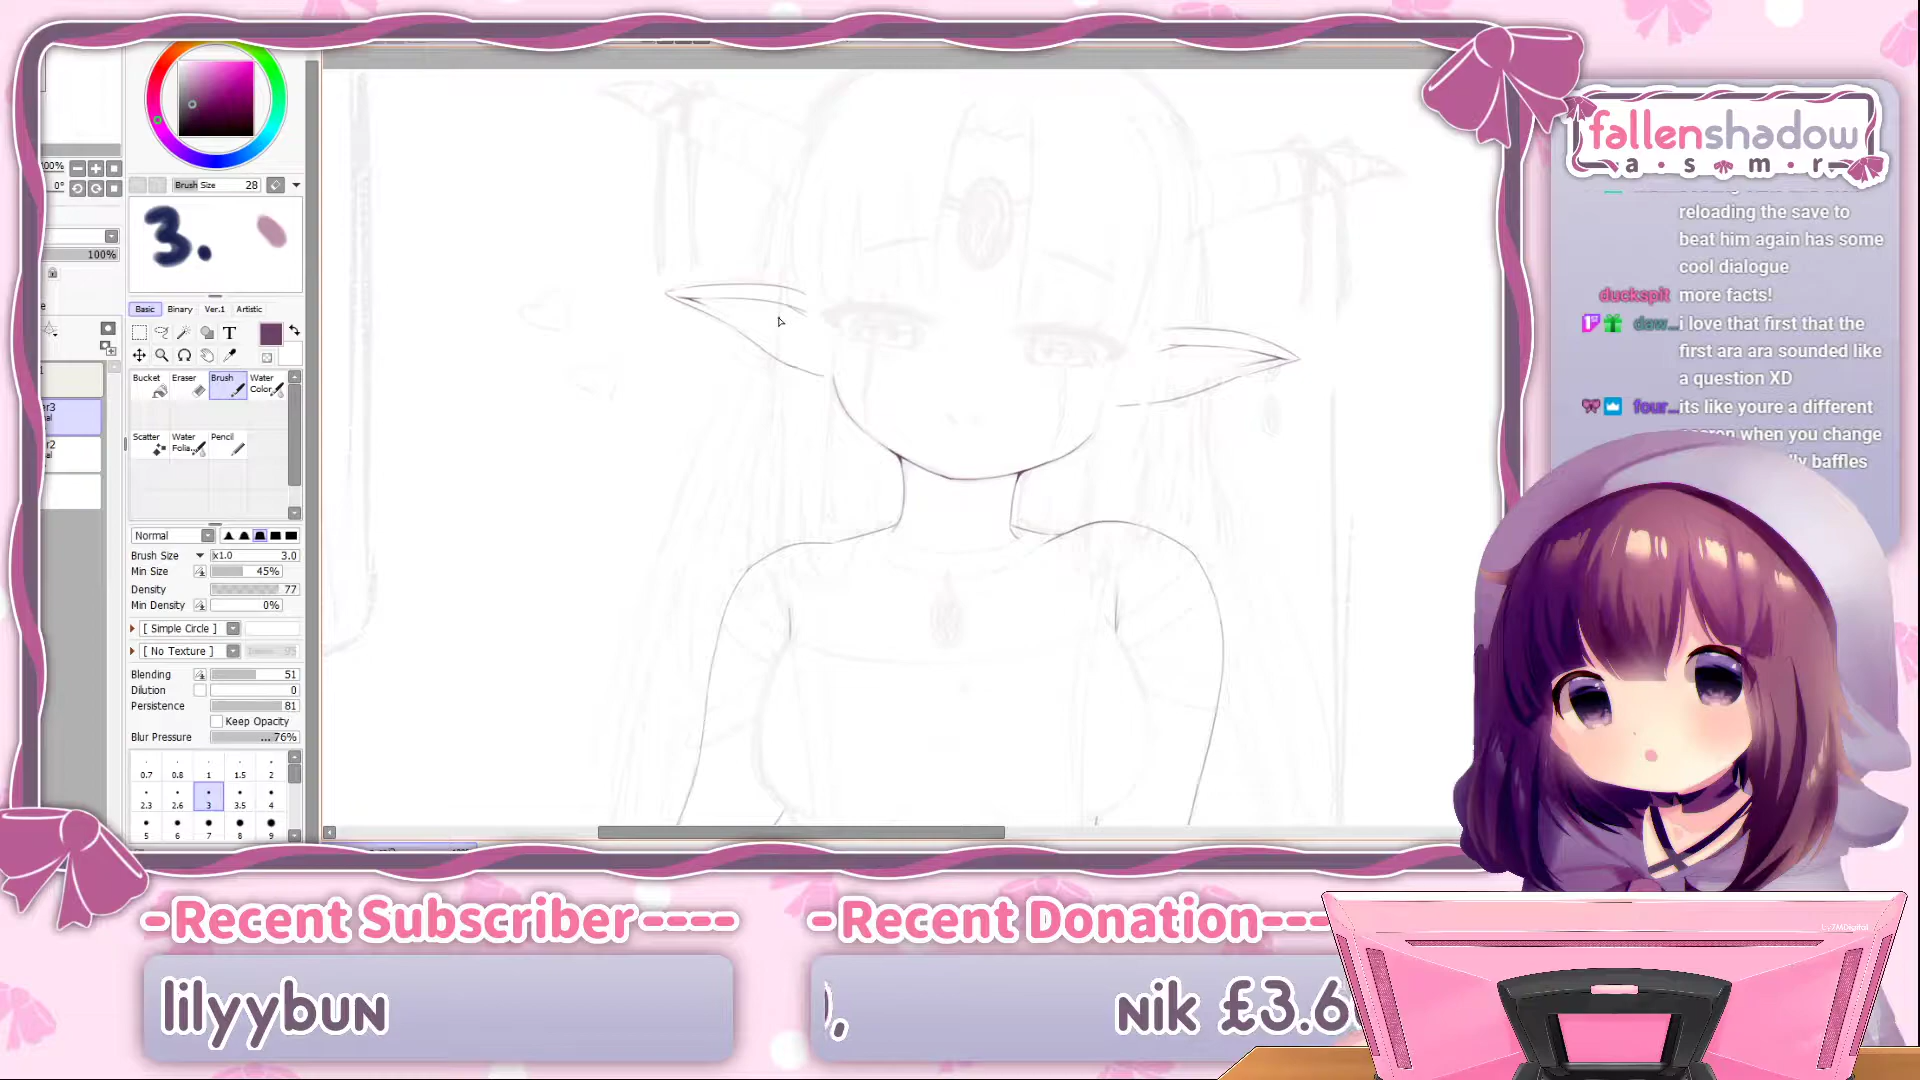 fallenshadow
a·s·m·r
reloading the save to
beat him again has some
cool dialogue
duckspit more facts!
daw... i love that first that the
first ara ara sounded like
a question XD
four... its like youre a different
when you change
baffles
00%
0°
100%
Brush Size 28
3.
Basic Binary Ver.1 Artistic
T
Bucket Eraser Brush Water Color
Scatter Water Folia... Pencil
Normal
Brush Size x1.0 3.0
Min Size 45%
Density 77
Min Density 0%
[ Simple Circle ]
[ No Texture ] 95
Blending 51
Dilution 0
Persistence 81
Keep Opacity
Blur Pressure ... 76%
0.7 0.8 1 1.5 2
2.3 2.6 3 3.5 4
5 6 7 8 9
-Recent Subscriber----
-Recent Donation---
lilyybun
), nik £3.6